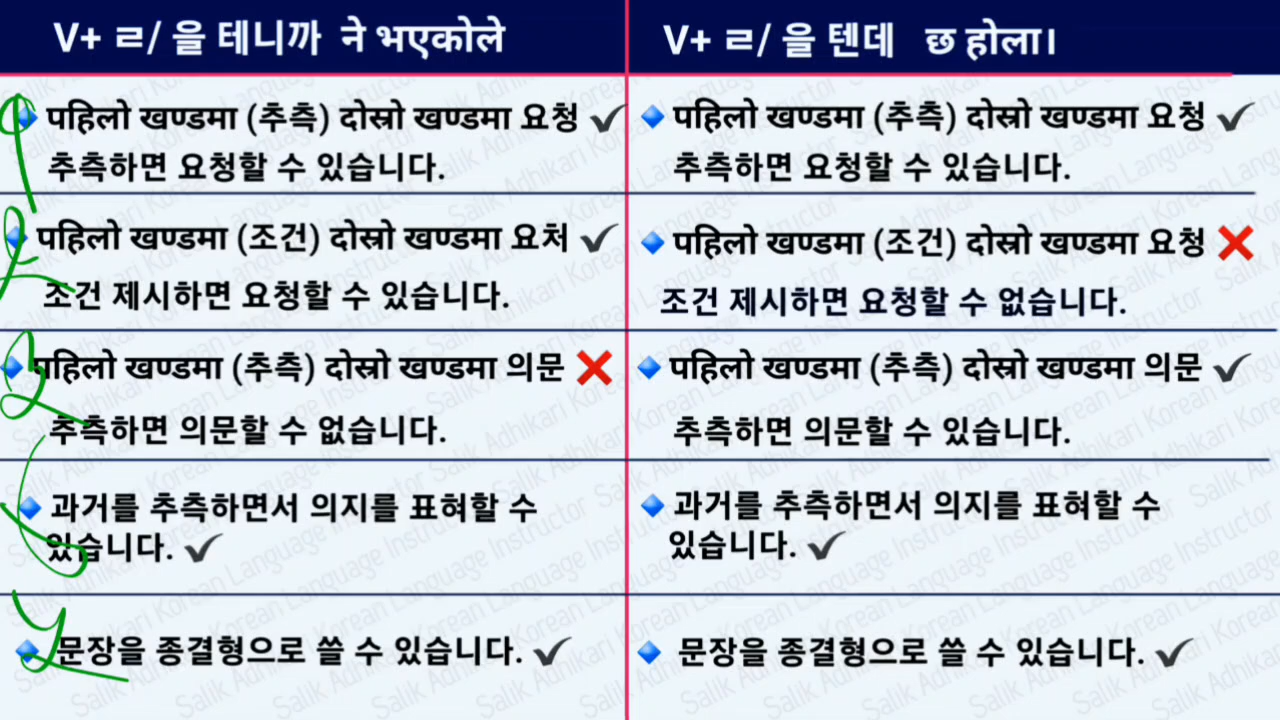 V+ ㄹ/ 을 테니까 ने भएकोले
पहिलो खण्डमा (추측) दोस्रो खण्डमा 요청
추측하면 요청할 수 있습니다.
पहिलो खण्डमा (조건) दोस्रो खण्डमा 요처
조건 제시하면 요청할 수 있습니다.
पहिलो खण्डमा (추측) दोस्रो खण्डमा 의문
추측하면 의문할 수 없습니다.
과거를 추측하면서 의지를 표혀할 수
있습니다.
문장을 종결형으로 쓸 수 있습니다.
V+ ㄹ/ 을 텐데 छ होला।
पहिलो खण्डमा (추측) दोस्रो खण्डमा 요청
추측하면 요청할 수 있습니다.
पहिलो खण्डमा (조건) दोस्रो खण्डमा 요청
조건 제시하면 요청할 수 없습니다.
पहिलो खण्डमा (추측) दोस्रो खण्डमा 의문
추측하면 의문할 수 있습니다.
과거를 추측하면서 의지를 표혀할 수
있습니다.
문장을 종결형으로 쓸 수 있습니다.
Salik Adhikari Korean Language Instructor